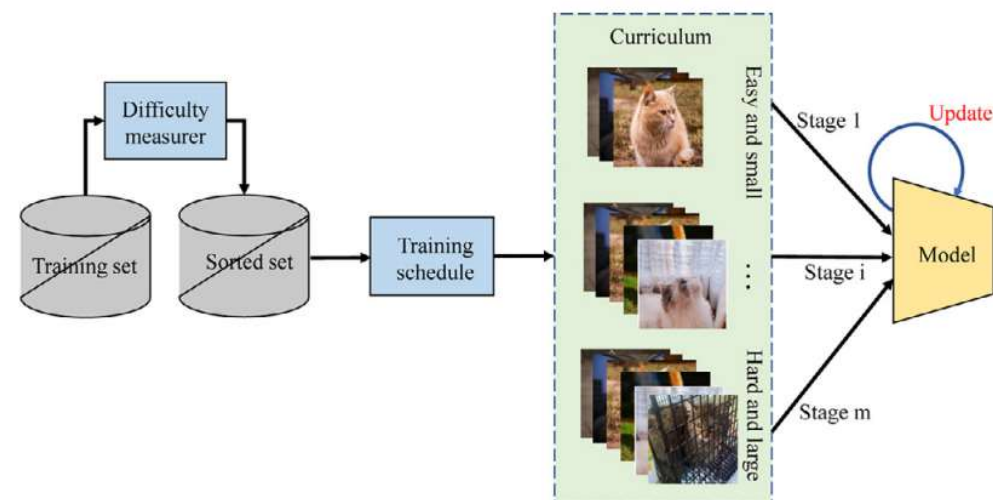 Difficulty
measurer
Training set
Sorted set
Training
schedule
Curriculum
Easy and small
...
Hard and large
Stage 1
Stage i
Stage m
Update
Model